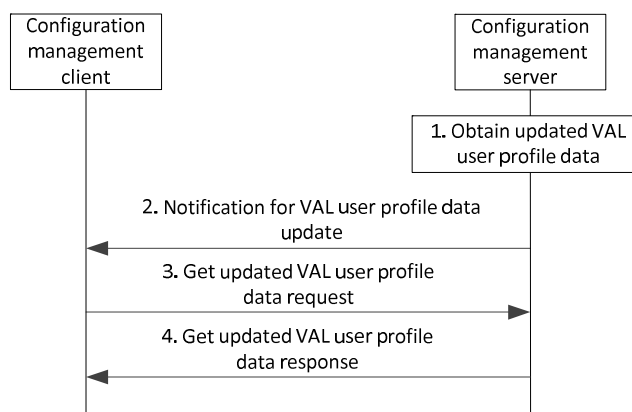 Configuration
management
client
Configuration
management
server
1. Obtain updated VAL
user profile data
2. Notification for VAL user profile data
update
3. Get updated VAL user profile
data request
4. Get updated VAL user profile
data response